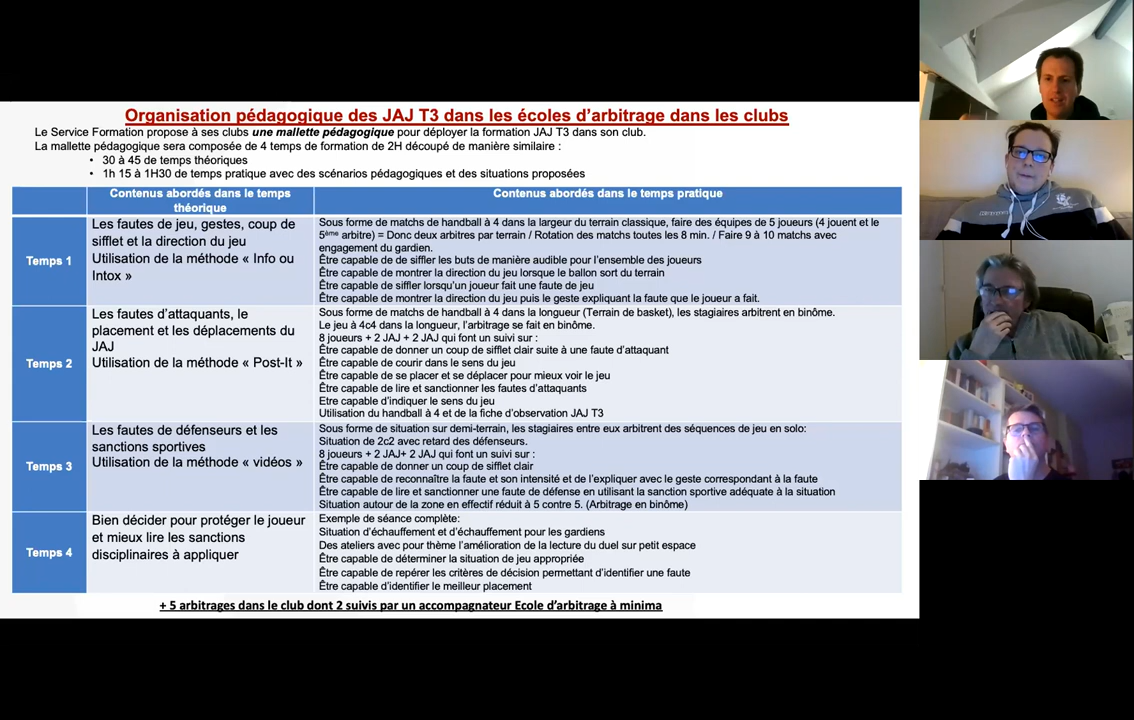 Organisation pédagogique des JAJ T3 dans les écoles d'arbitrage dans les clubs
Le Service Formation propose à ses clubs une mallette pédagogique pour déployer la formation JAJ T3 dans son club.
La mallette pédagogique sera composée de 4 temps de formation de 2H découpé de manière similaire :
• 30 à 45 de temps théoriques
• 1h 15 à 1H30 de temps pratique avec des scénarios pédagogiques et des situations proposées
Contenus abordés dans le temps
théorique
Contenus abordés dans le temps pratique
Temps 1
Les fautes de jeu, gestes, coup de
sifflet et la direction du jeu
Utilisation de la méthode « Info ou
Intox »
Sous forme de matchs de handball à 4 dans la largeur du terrain classique, faire des équipes de 5 joueurs (4 jouent et le
5ème arbitre) = Donc deux arbitres par terrain / Rotation des matchs toutes les 8 min. / Faire 9 à 10 matchs avec
engagement du gardien.
Être capable de de siffler les buts de manière audible pour l'ensemble des joueurs
Être capable de montrer la direction du jeu lorsque le ballon sort du terrain
Être capable de siffler lorsqu'un joueur fait une faute de jeu
Être capable de montrer la direction du jeu puis le geste expliquant la faute que le joueur a fait.
Temps 2
Les fautes d'attaquants, le
placement et les déplacements du
JAJ
Utilisation de la méthode « Post-It »
Sous forme de matchs de handball à 4 dans la longueur (Terrain de basket), les stagiaires arbitrent en binôme.
Le jeu à 4c4 dans la longueur, l'arbitrage se fait en binôme.
8 joueurs + 2 JAJ + 2 JAJ qui font un suivi sur :
Être capable de donner un coup de sifflet clair suite à une faute d'attaquant
Être capable de courir dans le sens du jeu
Être capable de se placer et se déplacer pour mieux voir le jeu
Être capable de lire et sanctionner les fautes d'attaquants
Etre capable d'indiquer le sens du jeu
Utilisation du handball à 4 et de la fiche d'observation JAJ T3
Temps 3
Les fautes de défenseurs et les
sanctions sportives
Utilisation de la méthode « vidéos »
Sous forme de situation sur demi-terrain, les stagiaires entre eux arbitrent des séquences de jeu en solo:
Situation de 2c2 avec retard des défenseurs.
8 joueurs + 2 JAJ+ 2 JAJ qui font un suivi sur :
Être capable de donner un coup de sifflet clair
Être capable de reconnaître la faute et son intensité et de l'expliquer avec le geste correspondant à la faute
Être capable de lire et sanctionner une faute de défense en utilisant la sanction sportive adéquate à la situation
Situation autour de la zone en effectif réduit à 5 contre 5. (Arbitrage en binôme)
Temps 4
Bien décider pour protéger le joueur
et mieux lire les sanctions
disciplinaires à appliquer
Exemple de séance complète:
Situation d'échauffement et d'échauffement pour les gardiens
Des ateliers avec pour thème l'amélioration de la lecture du duel sur petit espace
Être capable de déterminer la situation de jeu appropriée
Être capable de repérer les critères de décision permettant d'identifier une faute
Être capable d'identifier le meilleur placement
+ 5 arbitrages dans le club dont 2 suivis par un accompagnateur Ecole d'arbitrage à minima